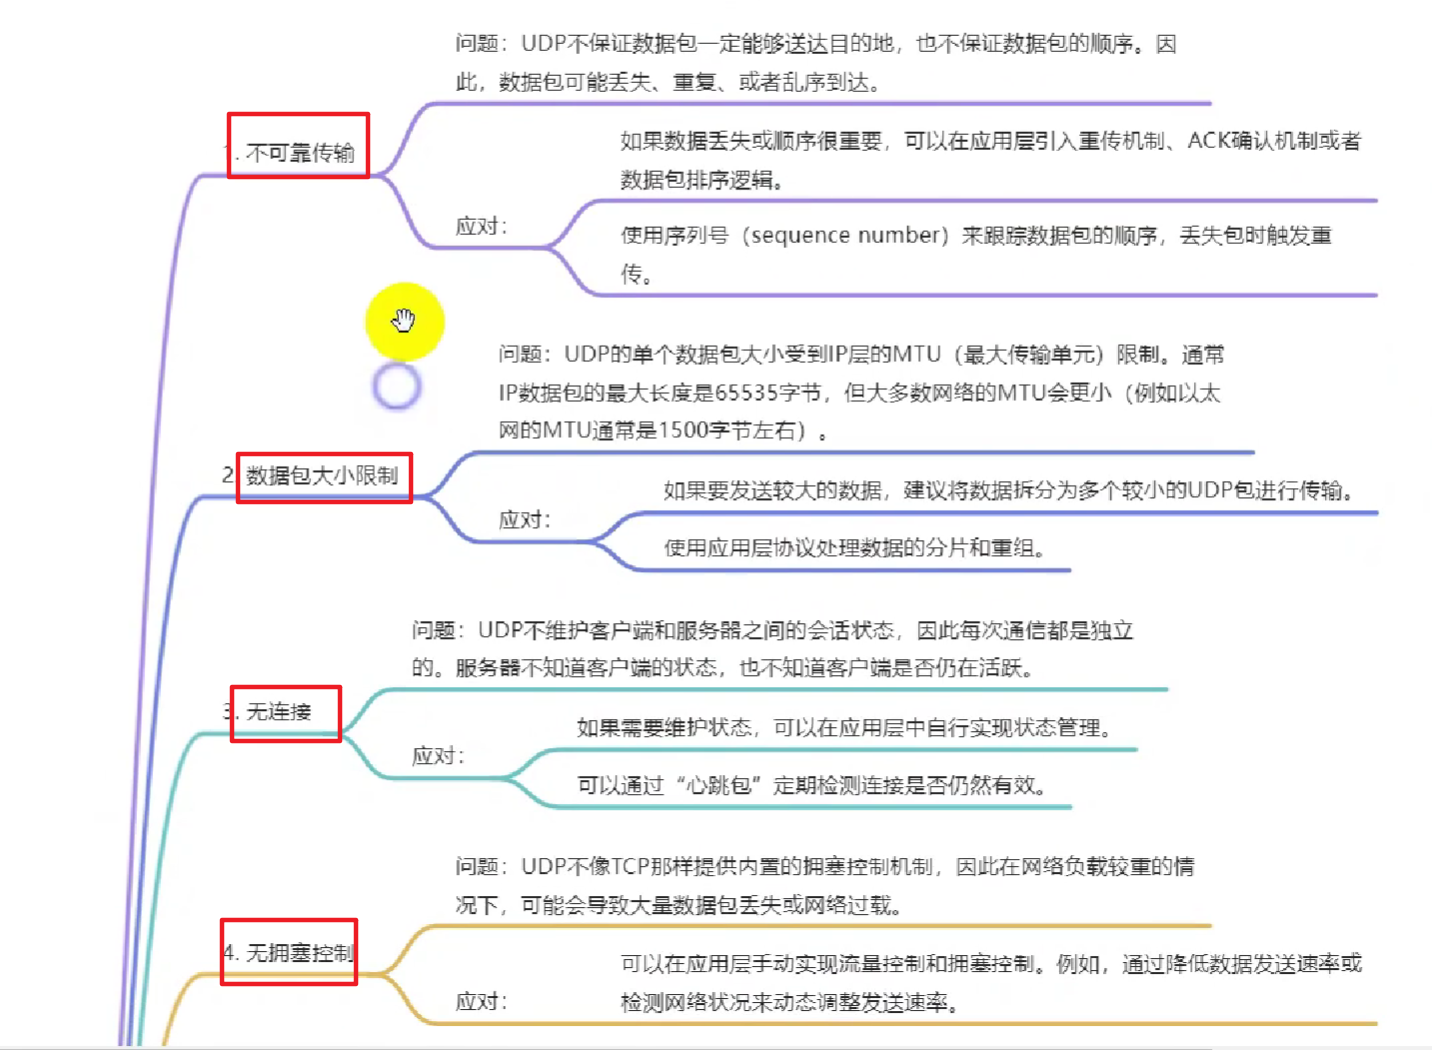 问题：UDP不保证数据包一定能够送达目的地，也不保证数据包的顺序。因
此，数据包可能丢失、重复、或者乱序到达。
1. 不可靠传输
如果数据丢失或顺序很重要，可以在应用层引入重传机制、ACK确认机制或者
数据包排序逻辑。
应对：
使用序列号（sequence number）来跟踪数据包的顺序，丢失包时触发重
传。
问题：UDP的单个数据包大小受到IP层的MTU（最大传输单元）限制。通常
IP数据包的最大长度是65535字节，但大多数网络的MTU会更小（例如以太
网的MTU通常是1500字节左右）。
2. 数据包大小限制
如果要发送较大的数据，建议将数据拆分为多个较小的UDP包进行传输。
应对：
使用应用层协议处理数据的分片和重组。
问题：UDP不维护客户端和服务器之间的会话状态，因此每次通信都是独立
的。服务器不知道客户端的状态，也不知道客户端是否仍在活跃。
3. 无连接
如果需要维护状态，可以在应用层中自行实现状态管理。
应对：
可以通过“心跳包”定期检测连接是否仍然有效。
问题：UDP不像TCP那样提供内置的拥塞控制机制，因此在网络负载较重的情
况下，可能会导致大量数据包丢失或网络过载。
4. 无拥塞控制
可以在应用层手动实现流量控制和拥塞控制。例如，通过降低数据发送速率或
应对：
检测网络状况来动态调整发送速率。